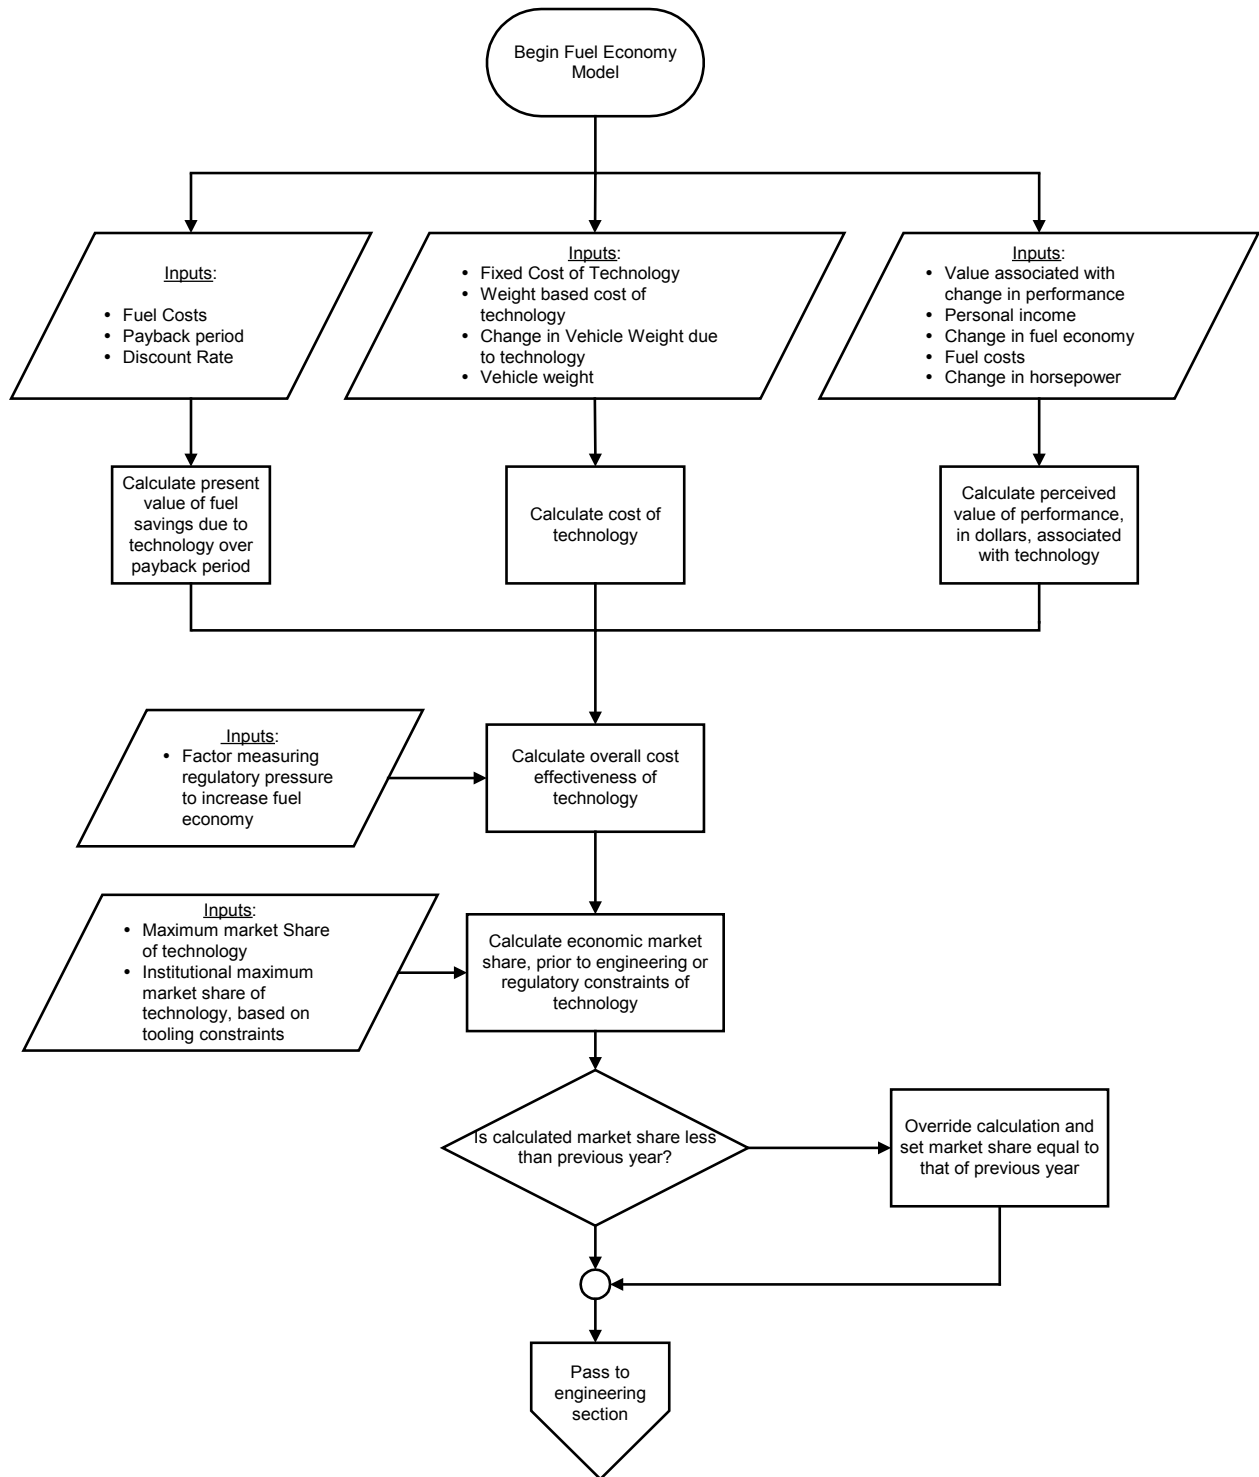 Begin Fuel Economy
Model
Inputs:
• Fuel Costs
• Payback period
• Discount Rate
Inputs:
• Fixed Cost of Technology
• Weight based cost of
technology
• Change in Vehicle Weight due
to technology
• Vehicle weight
Inputs:
• Value associated with
change in performance
• Personal income
• Change in fuel economy
• Fuel costs
• Change in horsepower
Calculate present
value of fuel
savings due to
technology over
payback period
Calculate cost of
technology
Calculate perceived
value of performance,
in dollars, associated
with technology
Inputs:
• Factor measuring
regulatory pressure
to increase fuel
economy
Calculate overall cost
effectiveness of
technology
Inputs:
• Maximum market Share
of technology
• Institutional maximum
market share of
technology, based on
tooling constraints
Calculate economic market
share, prior to engineering or
regulatory constraints of
technology
Is calculated market share less
than previous year?
Override calculation and
set market share equal to
that of previous year
Pass to
engineering
section